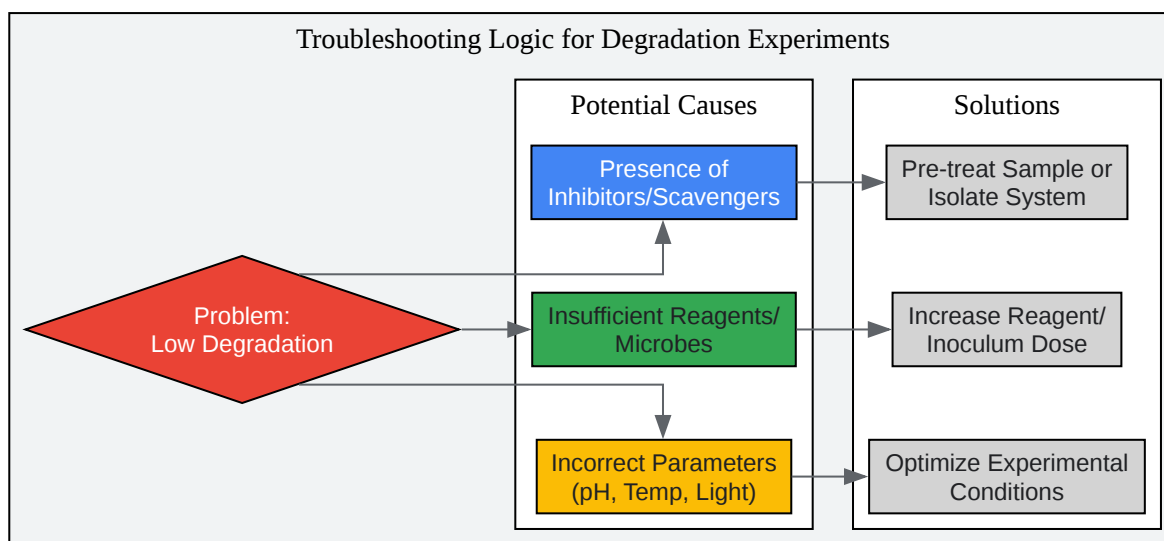 Troubleshooting Logic for Degradation Experiments
Potential Causes
Solutions
Presence of
Inhibitors/Scavengers
Pre-treat Sample or
Isolate System
Problem:
Low Degradation
Insufficient Reagents/
Microbes
Increase Reagent/
Inoculum Dose
Incorrect Parameters
(pH, Temp, Light)
Optimize Experimental
Conditions